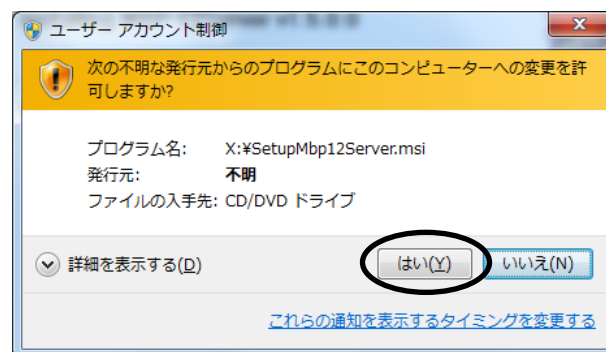 ユーザー アカウント制御
次の不明な発行元からのプログラムにこのコンピューターへの変更を許
可しますか?
プログラム名: X:¥SetupMbp12Server.msi
発行元: 不明
ファイルの入手先: CD/DVD ドライブ
詳細を表示する(D) はい(Y) いいえ(N)
これらの通知を表示するタイミングを変更する